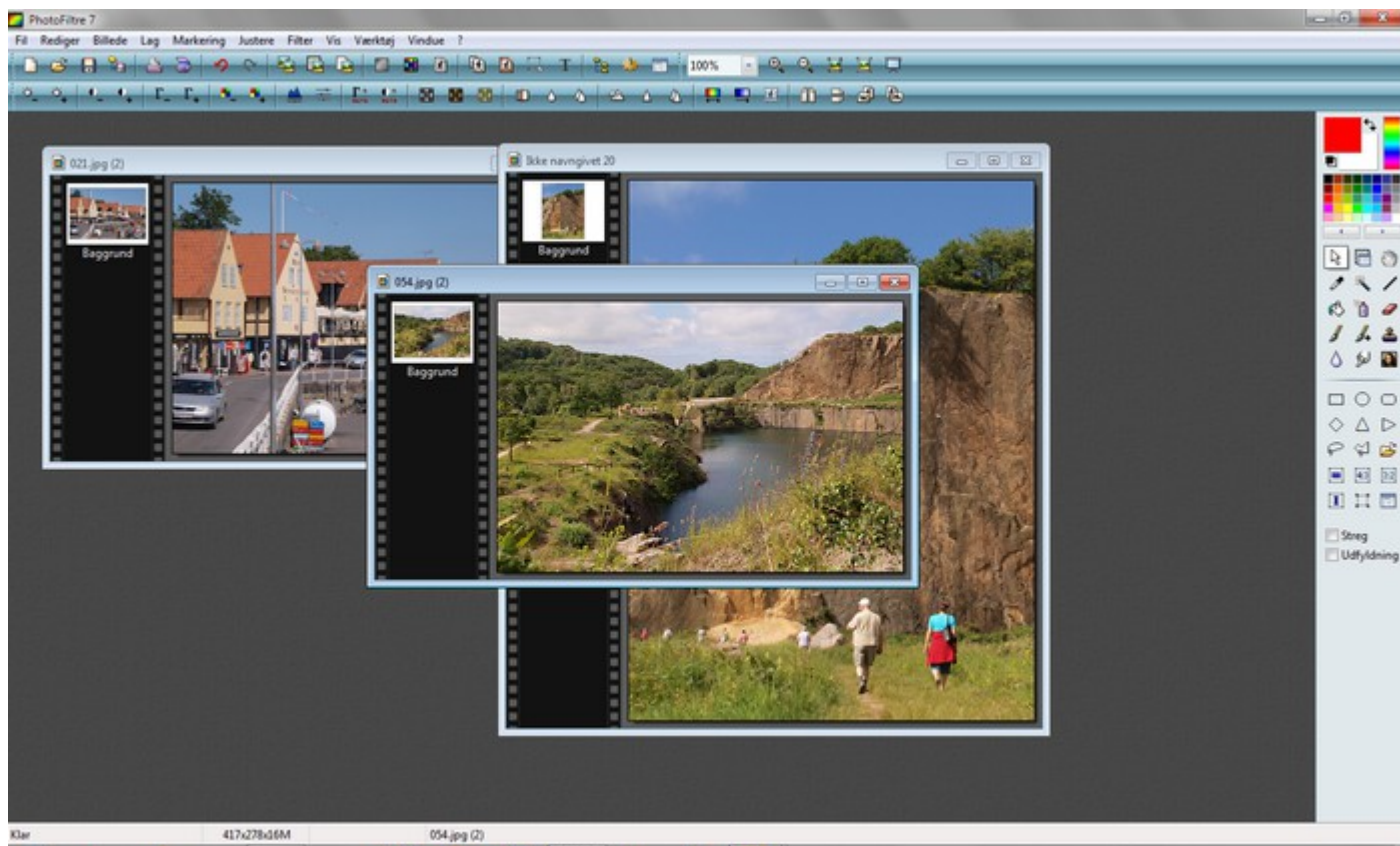 PhotoFiltre 7
Fil Rediger Billede Lag Markering Justere Filter Vis Værktøj Vindue ?
T 100%
021.jpg (2)
Baggrund
Ikke navngivet 20
Baggrund
054.jpg (2)
Baggrund
Streg
Udfyldning
Klar 417x278x16M 054.jpg (2)